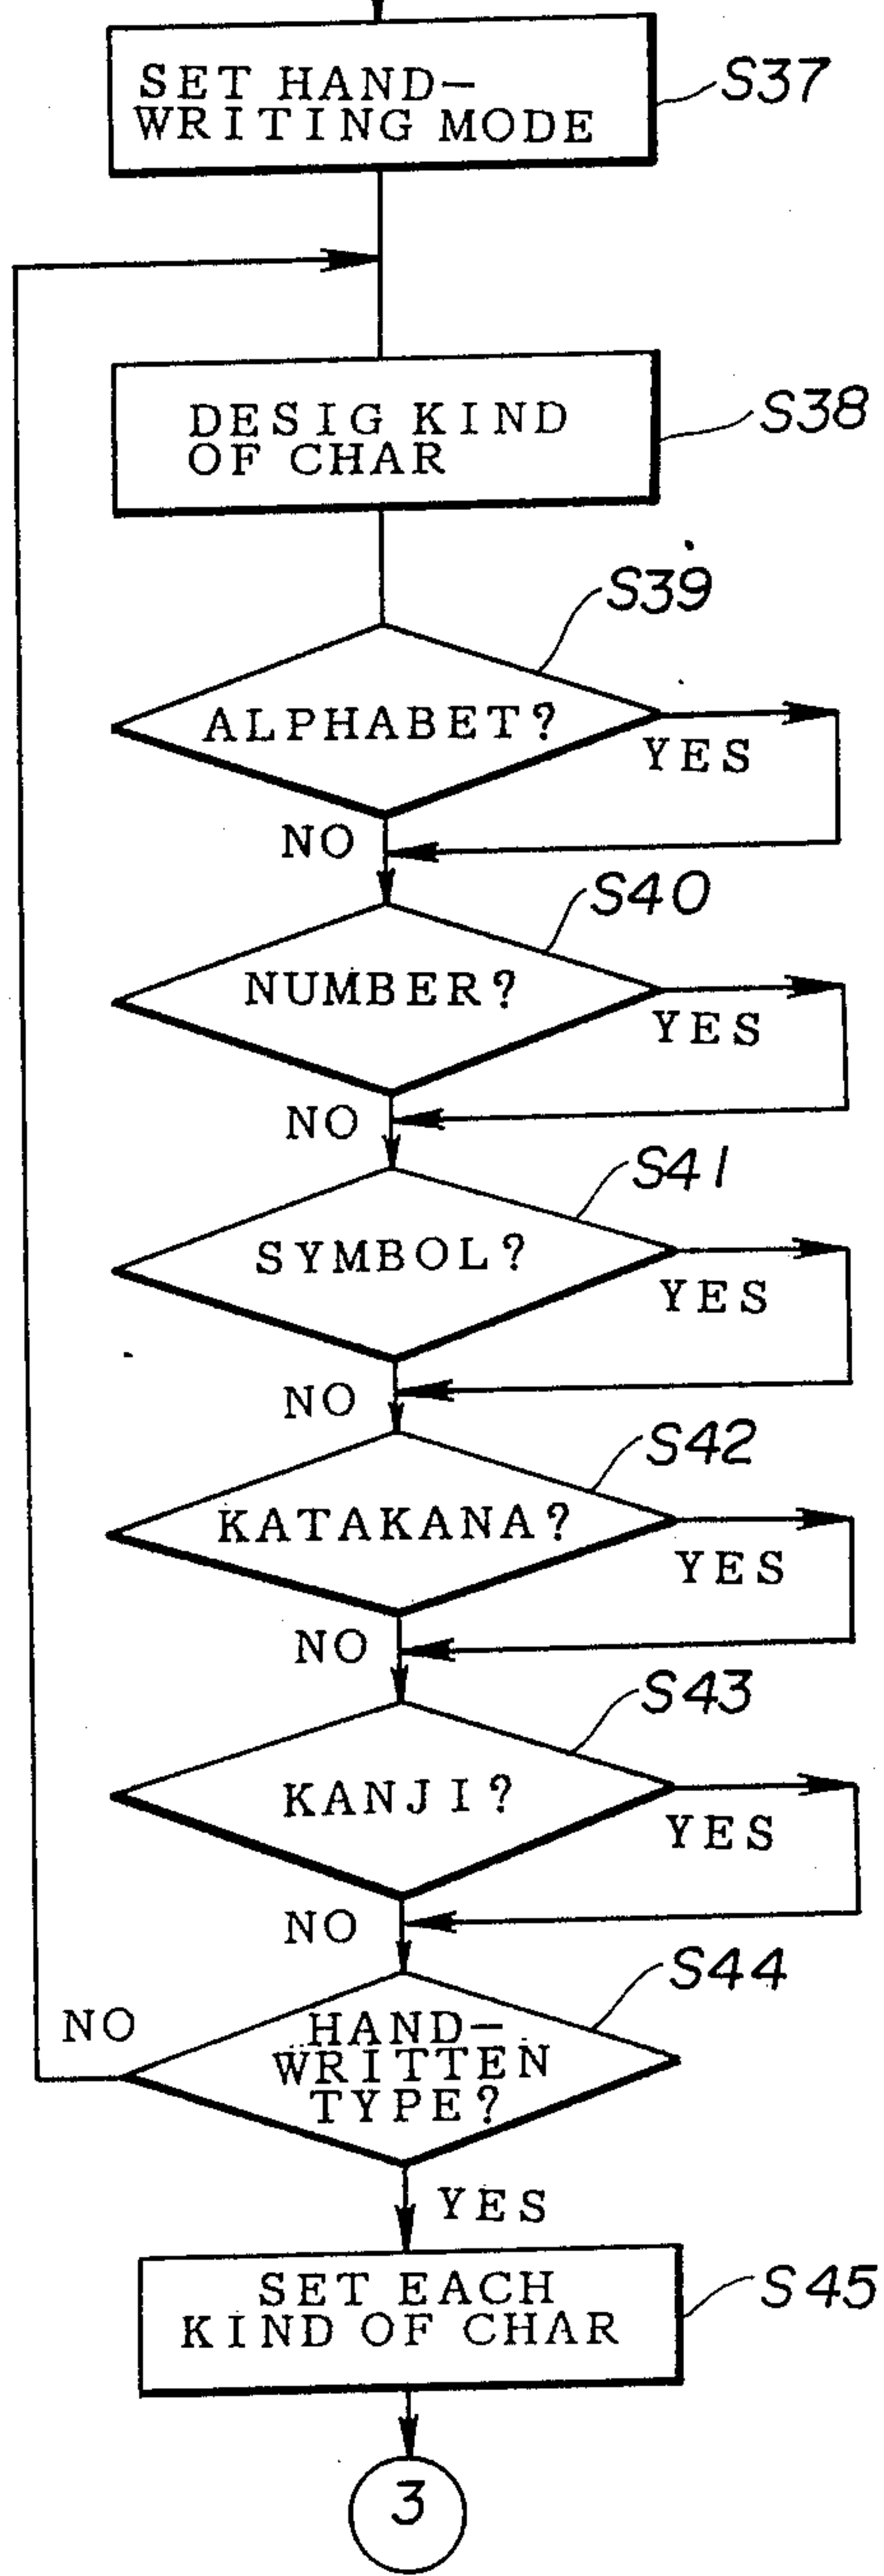 SET HAND-
WRITING MODE
S37
DESIG KIND
OF CHAR
S38
S39
ALPHABET?
YES
NO
S40
NUMBER?
YES
NO
S41
SYMBOL?
YES
NO
S42
KATAKANA?
YES
NO
S43
KANJI?
YES
NO
S44
NO
HAND-
WRITTEN
TYPE?
YES
SET EACH
KIND OF CHAR
S45
3